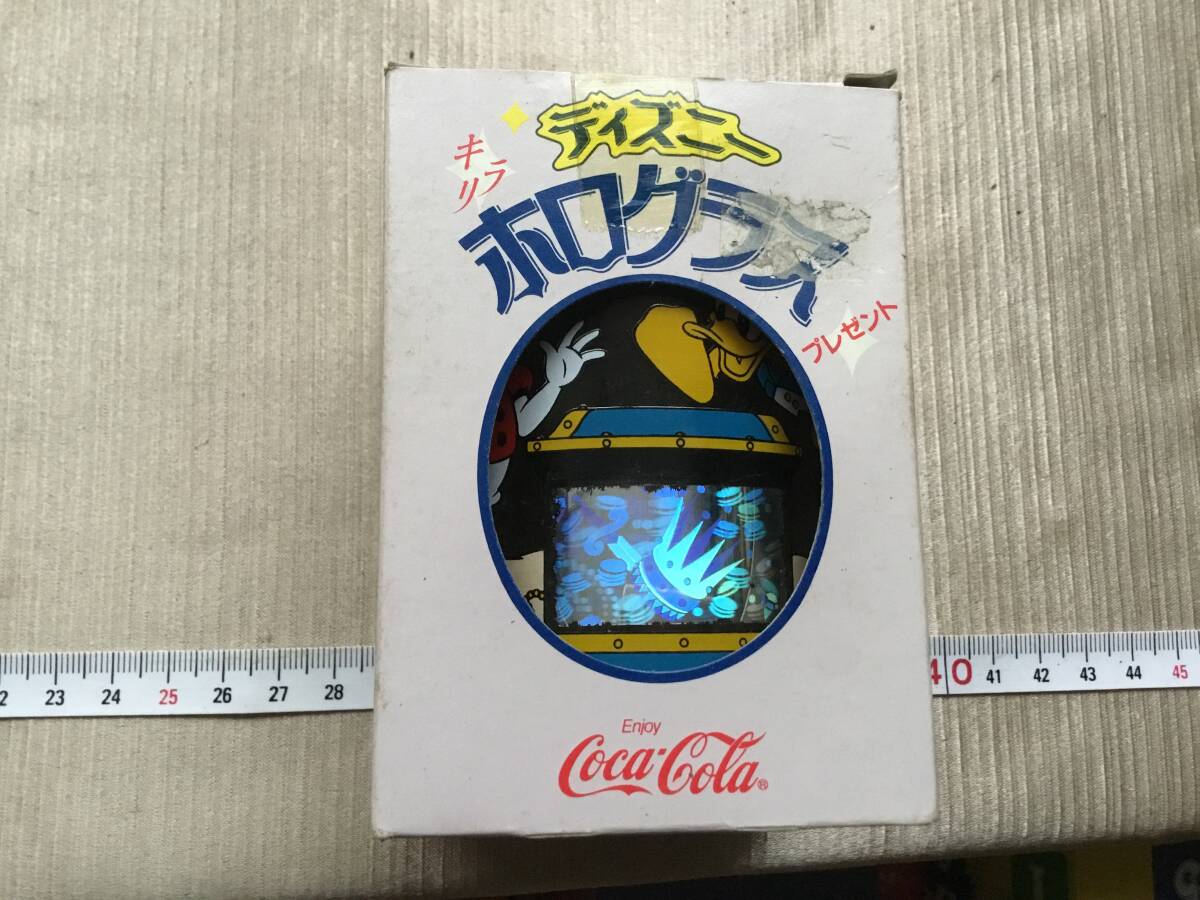 ディズニー
キラリ
ホログラス
プレゼント
Enjoy
Coca-Cola®
23 24 25 26 27 28
40 41 42 43 44 45